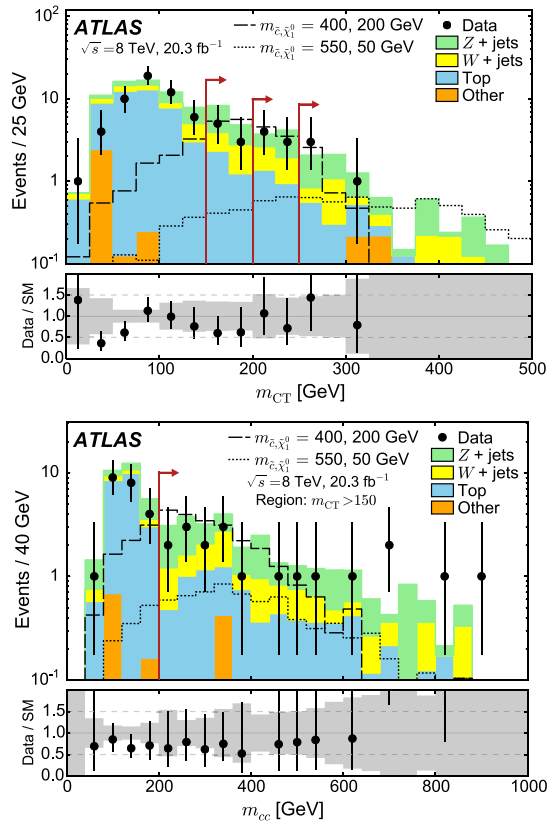 ATLAS
√s=8 TeV, 20.3 fb⁻¹
m_{c̃,χ̃₁⁰} = 400, 200 GeV
m_{c̃,χ̃₁⁰} = 550, 50 GeV
Data
Z + jets
W + jets
Top
Other
Events / 25 GeV
10²
10
1
10⁻¹
Data / SM
1.5
1.0
0.5
0.0
0 100 200 300 400 500
m_CT [GeV]
ATLAS
m_{c̃,χ̃₁⁰} = 400, 200 GeV
m_{c̃,χ̃₁⁰} = 550, 50 GeV
√s=8 TeV, 20.3 fb⁻¹
Region: m_CT>150
Data
Z + jets
W + jets
Top
Other
Events / 40 GeV
10
1
10⁻¹
Data / SM
1.5
1.0
0.5
0.0
0 200 400 600 800 1000
m_cc [GeV]